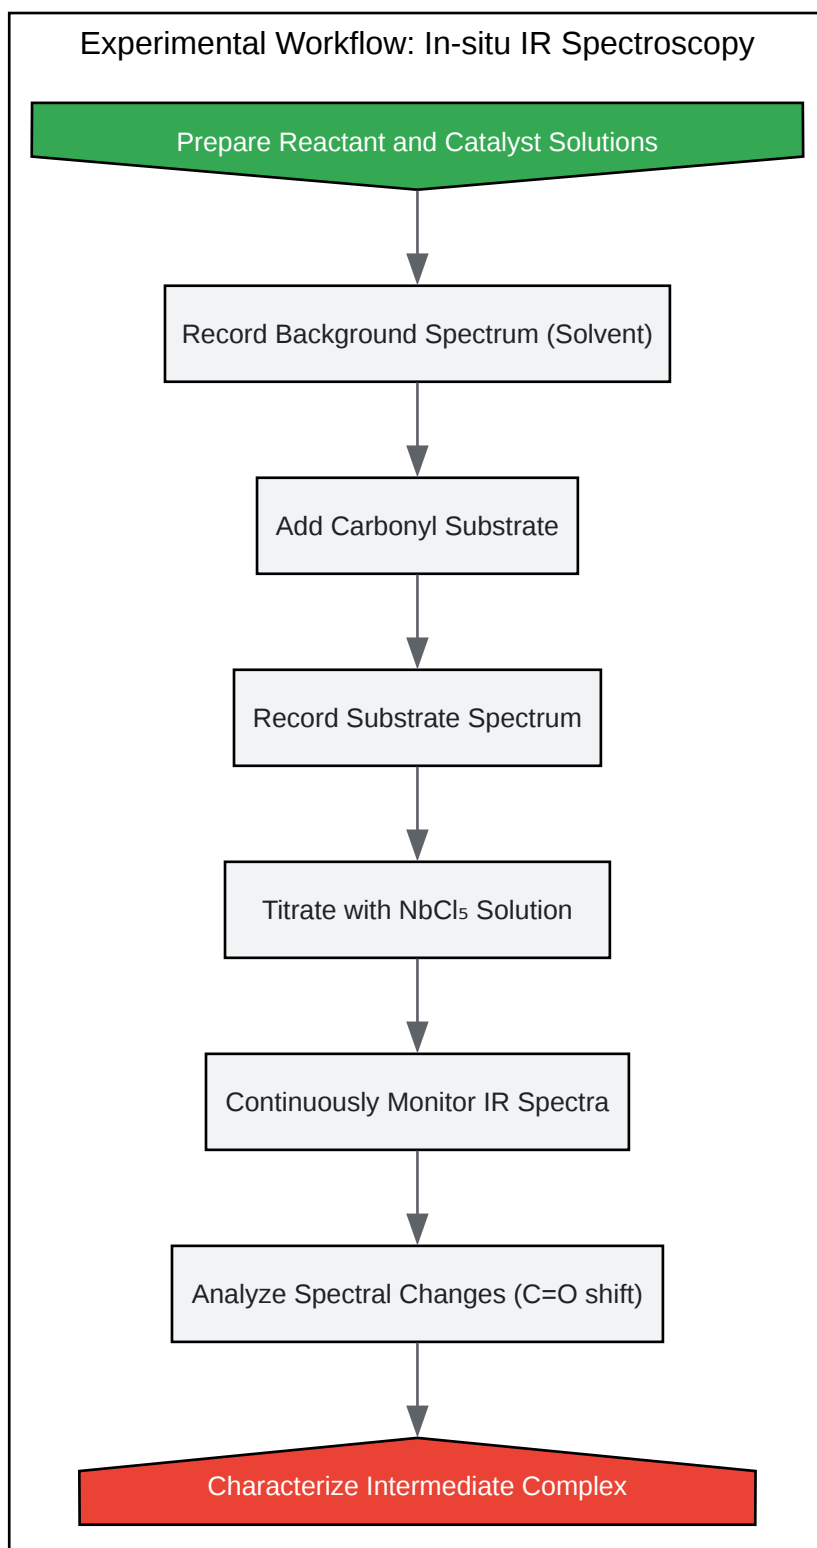 Experimental Workflow: In-situ IR Spectroscopy
Prepare Reactant and Catalyst Solutions
Record Background Spectrum (Solvent)
Add Carbonyl Substrate
Record Substrate Spectrum
Titrate with NbCl₅ Solution
Continuously Monitor IR Spectra
Analyze Spectral Changes (C=O shift)
Characterize Intermediate Complex